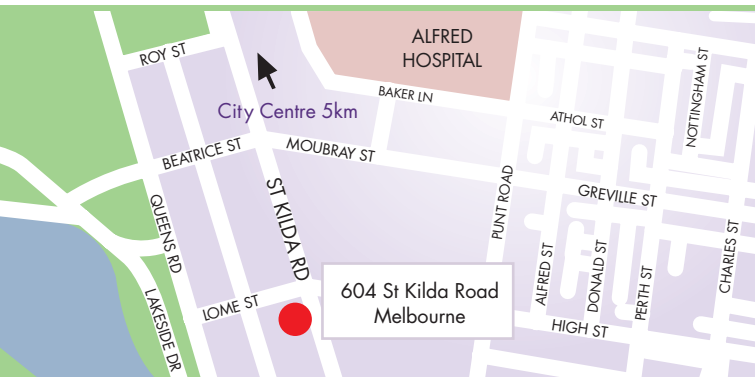 ALFRED
HOSPITAL
ROY ST
NOTTINGHAM ST
BAKER LN
City Centre 5km
ATHOL ST
BEATRICE ST
MOUBRAY ST
GREVILLE ST
PUNT ROAD
ST KILDA RD
QUEENS RD
ALFRED ST
DONALD ST
PERTH ST
CHARLES ST
LAKESIDE DR
LOME ST
604 St Kilda Road
Melbourne
HIGH ST